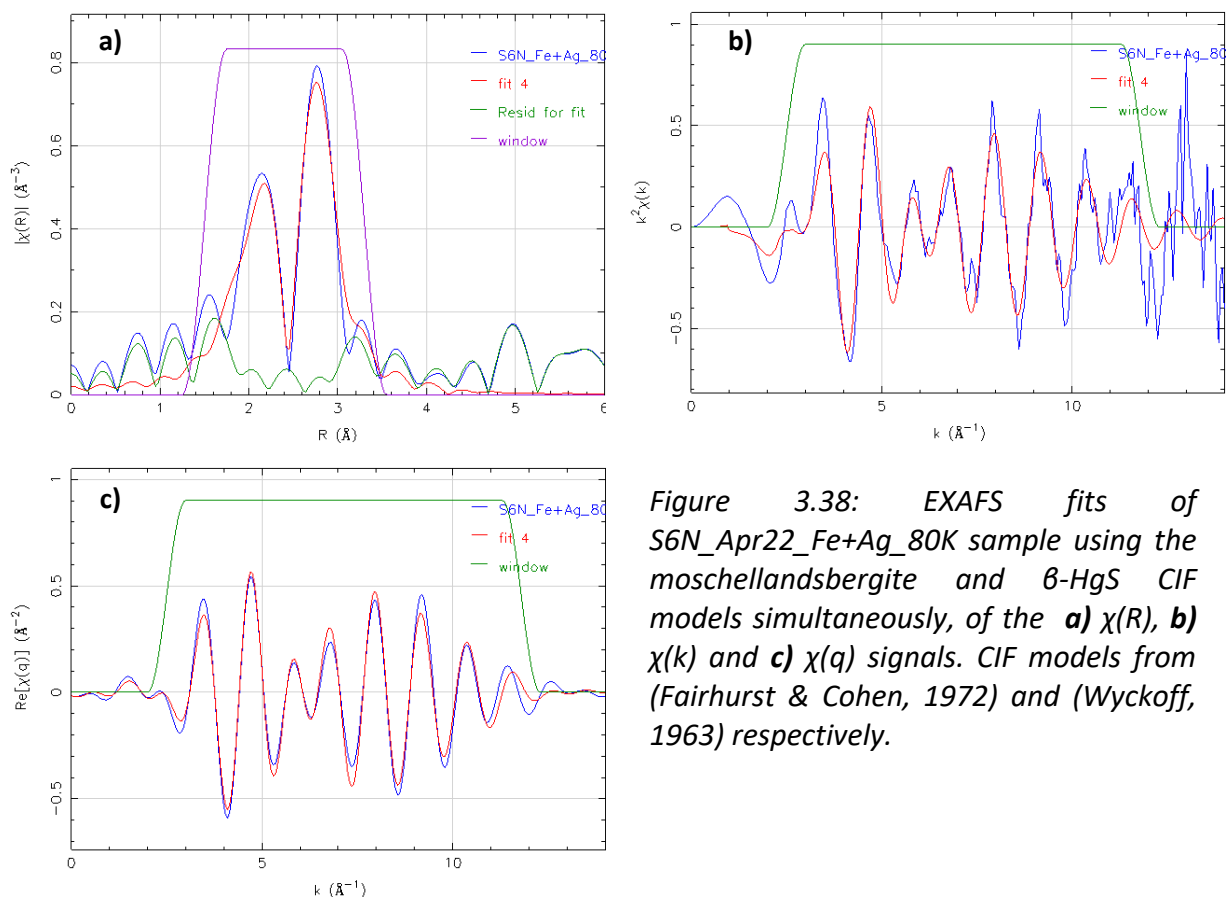 a)
S6N_Fe+Ag_80
fit 4
Resid for fit
window
0.8
0.6
0.4
0.2
0
|χ(R)| (Å⁻³)
0 1 2 3 4 5 6
R (Å)
b)
S6N_Fe+Ag_80
fit 4
window
1
0.5
0
−0.5
k²χ(k)
0 5 10
k (Å⁻¹)
c)
S6N_Fe+Ag_80
fit 4
window
1
0.5
0
−0.5
Re[χ(q)] (Å⁻²)
0 5 10
k (Å⁻¹)
Figure 3.38: EXAFS fits of
S6N_Apr22_Fe+Ag_80K sample using the
moschellandsbergite and β-HgS CIF
models simultaneously, of the a) χ(R), b)
χ(k) and c) χ(q) signals. CIF models from
(Fairhurst & Cohen, 1972) and (Wyckoff,
1963) respectively.